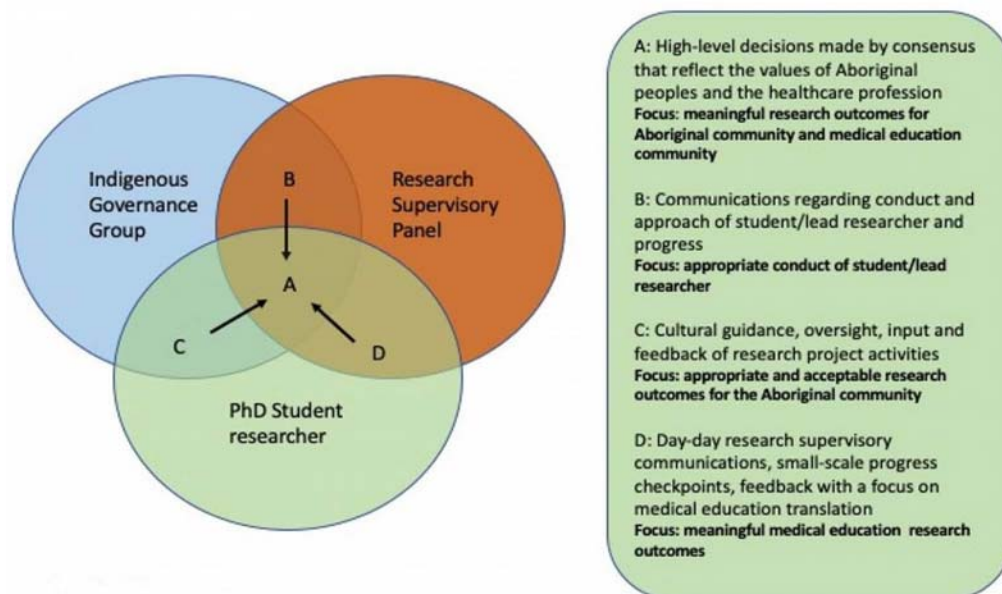 Indigenous
Governance
Group
B
Research
Supervisory
Panel
A
C
D
PhD Student
researcher
A: High-level decisions made by consensus
that reflect the values of Aboriginal
peoples and the healthcare profession
Focus: meaningful research outcomes for
Aboriginal community and medical education
community
B: Communications regarding conduct and
approach of student/lead researcher and
progress
Focus: appropriate conduct of student/lead
researcher
C: Cultural guidance, oversight, input and
feedback of research project activities
Focus: appropriate and acceptable research
outcomes for the Aboriginal community
D: Day-day research supervisory
communications, small-scale progress
checkpoints, feedback with a focus on
medical education translation
Focus: meaningful medical education research
outcomes